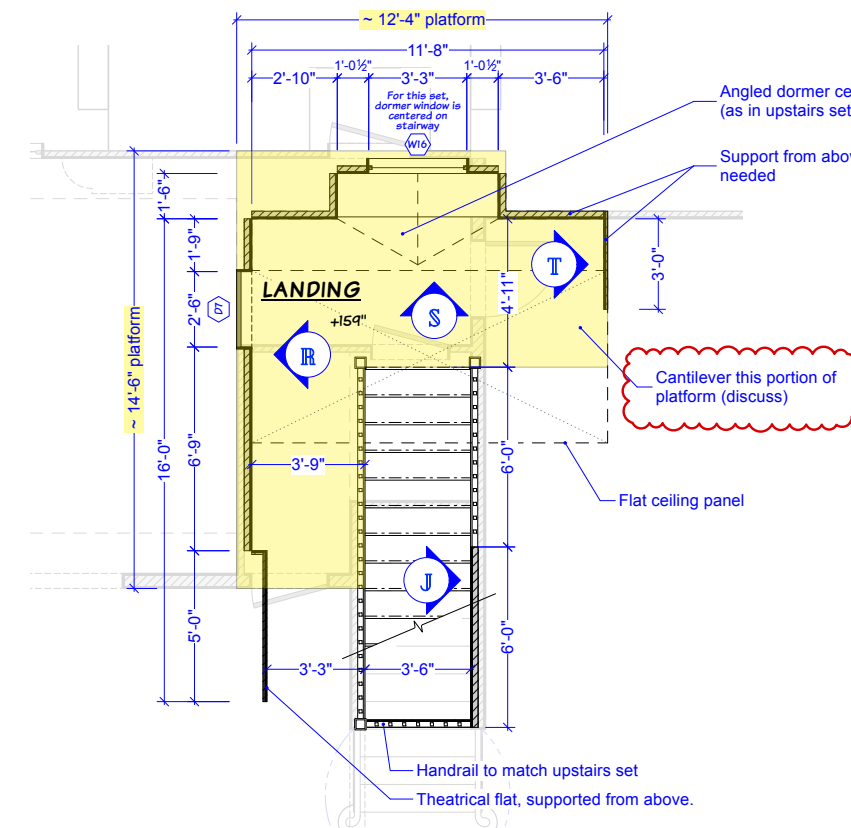 ~ 12'-4" platform
11'-8"
1'-0½" 1'-0½"
2'-10" 3'-3" 3'-6"
For this set,
dormer window is
centered on
stairway
W16
Angled dormer ce
(as in upstairs set
Support from abov
needed
1'-6"
1'-9"
2'-6"
6'-9"
5'-0"
16'-0"
~ 14'-6" platform
D7
LANDING
+159"
R
S
T
4'-11"
3'-0"
Cantilever this portion of
platform (discuss)
3'-9"
6'-0"
Flat ceiling panel
J
6'-0"
3'-3" 3'-6"
Handrail to match upstairs set
Theatrical flat, supported from above.